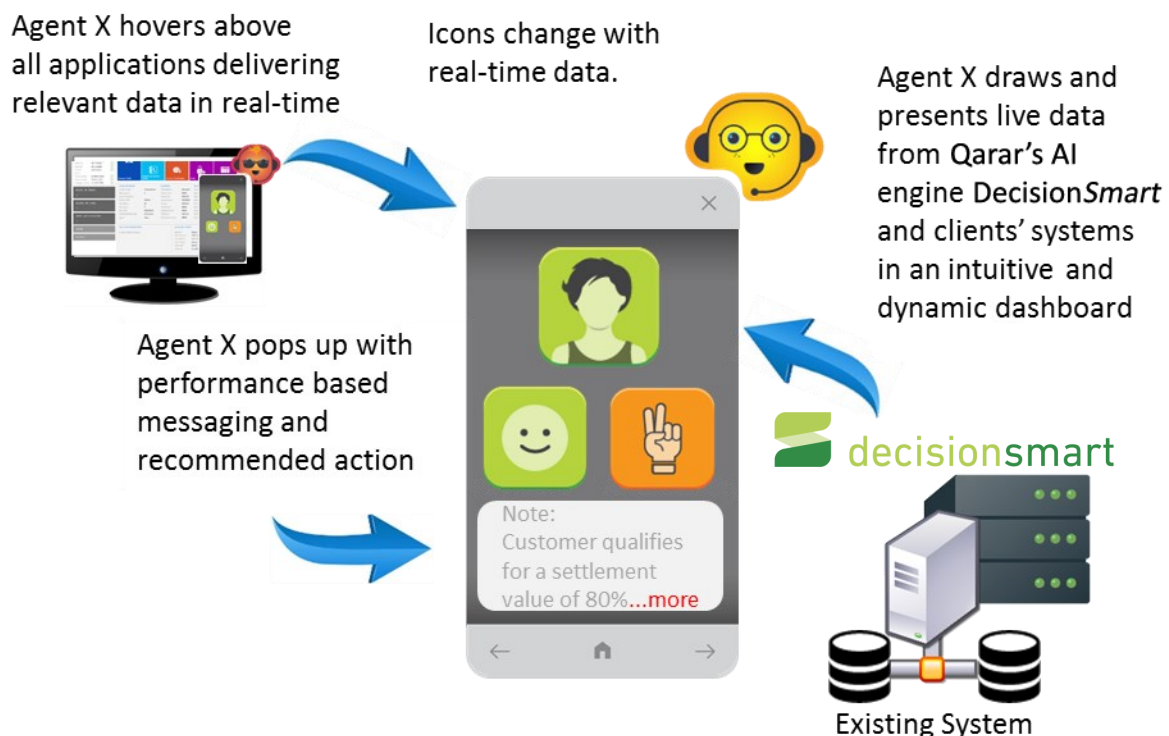 Agent X hovers above
all applications delivering
relevant data in real-time
Icons change with
real-time data.
Agent X draws and
presents live data
from Qarar's AI
engine DecisionSmart
and clients' systems
in an intuitive and
dynamic dashboard
Agent X pops up with
performance based
messaging and
recommended action
Note:
Customer qualifies
for a settlement
value of 80%...more
decisionsmart
Existing System